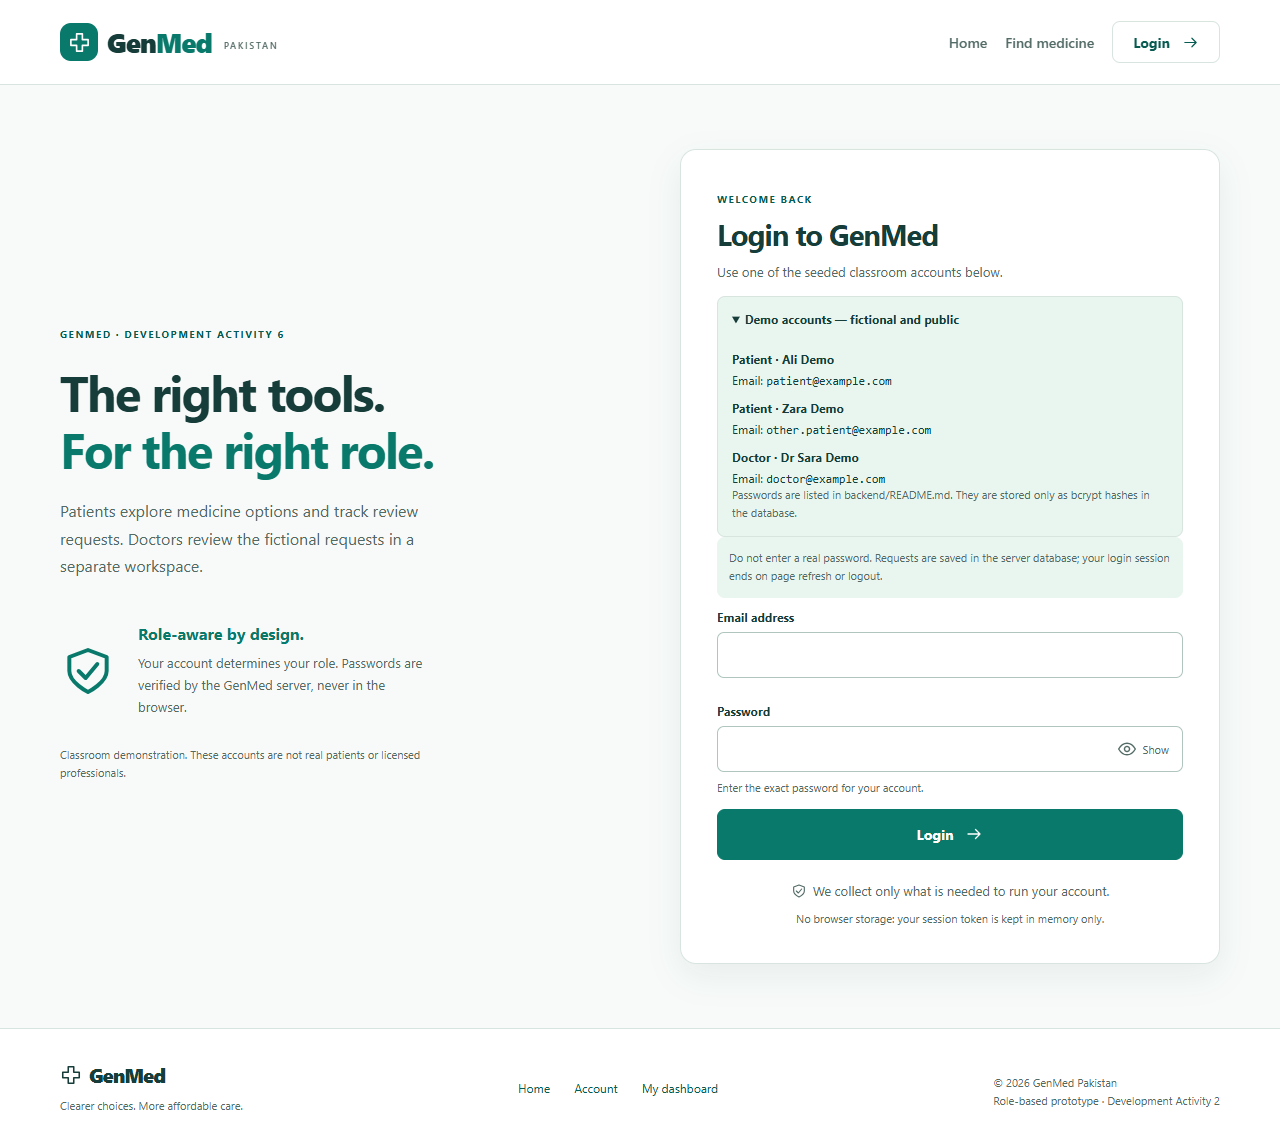 GenMed PAKISTAN
Home
Find medicine
Login →
GENMED · DEVELOPMENT ACTIVITY 6
The right tools.
For the right role.
Patients explore medicine options and track review
requests. Doctors review the fictional requests in a
separate workspace.
Role-aware by design.
Your account determines your role. Passwords are
verified by the GenMed server, never in the
browser.
Classroom demonstration. These accounts are not real patients or licensed
professionals.
WELCOME BACK
Login to GenMed
Use one of the seeded classroom accounts below.
▼ Demo accounts — fictional and public
Patient · Ali Demo
Email: patient@example.com
Patient · Zara Demo
Email: other.patient@example.com
Doctor · Dr Sara Demo
Email: doctor@example.com
Passwords are listed in backend/README.md. They are stored only as bcrypt hashes in
the database.
Do not enter a real password. Requests are saved in the server database; your login session
ends on page refresh or logout.
Email address
Password
Show
Enter the exact password for your account.
Login →
We collect only what is needed to run your account.
No browser storage: your session token is kept in memory only.
GenMed
Clearer choices. More affordable care.
Home
Account
My dashboard
© 2026 GenMed Pakistan
Role-based prototype · Development Activity 2